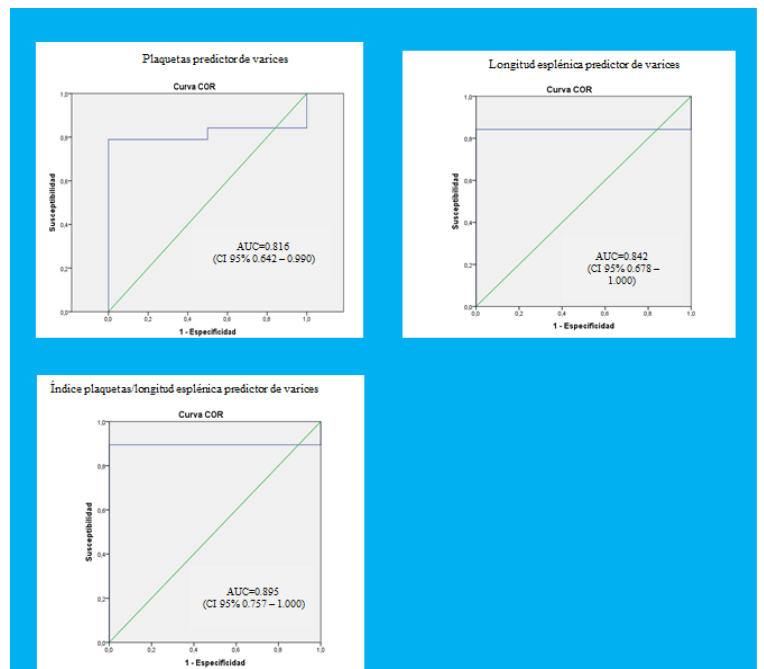 Plaquetas predictor de varices
Curva COR
1,0
0,8
0,6
0,4
0,2
0,0
Susceptibilidad
AUC=0.816
(CI 95% 0.642 – 0.990)
0,0 0,2 0,4 0,6 0,8 1,0
1 - Especificidad
Longitud esplénica predictor de varices
Curva COR
1,0
0,8
0,6
0,4
0,2
0,0
Susceptibilidad
AUC=0.842
(CI 95% 0.678 –
1.000)
0,0 0,2 0,4 0,6 0,8 1,0
1 - Especificidad
Índice plaquetas/longitud esplénica predictor de varices
Curva COR
1,0
0,8
0,6
0,4
0,2
0,0
Susceptibilidad
AUC=0.895
(CI 95% 0.757 – 1.000)
0,0 0,2 0,4 0,6 0,8 1,0
1 - Especificidad